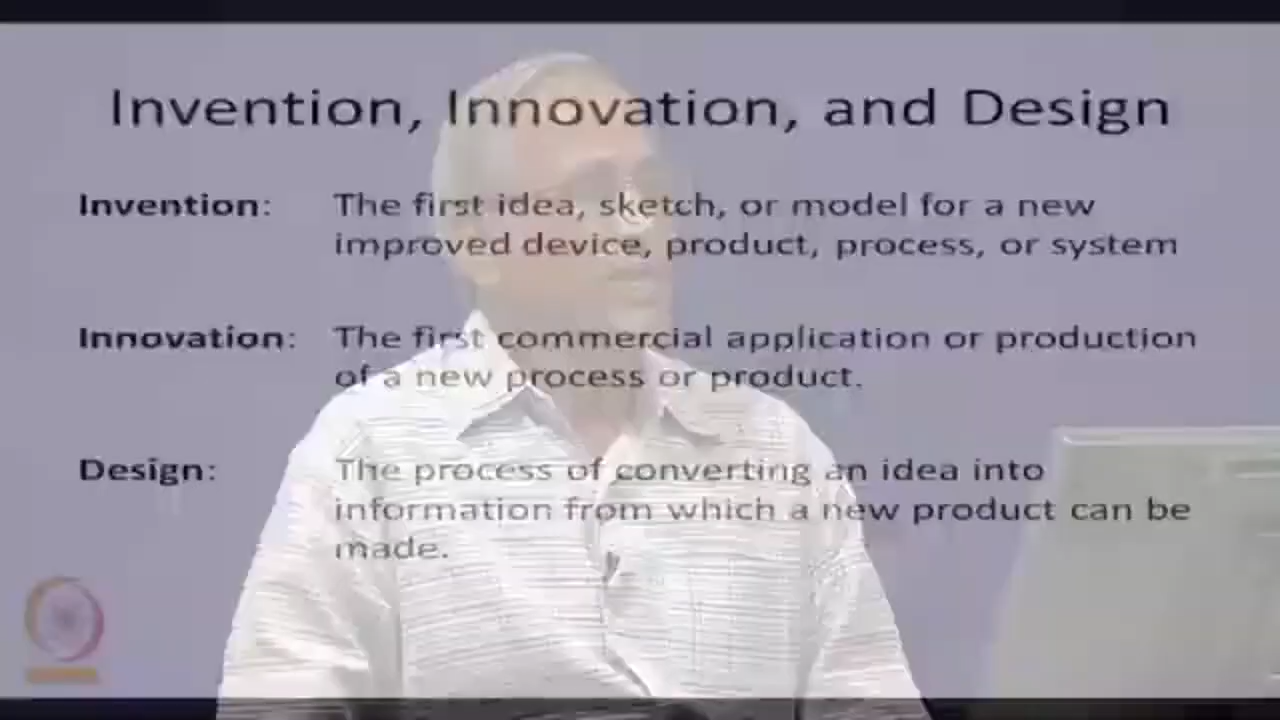 Invention, Innovation, and Design
Invention: The first idea, sketch, or model for a new
improved device, product, process, or system
Innovation: The first commercial application or production
of a new process or product.
Design: The process of converting an idea into
information from which a new product can be
made.